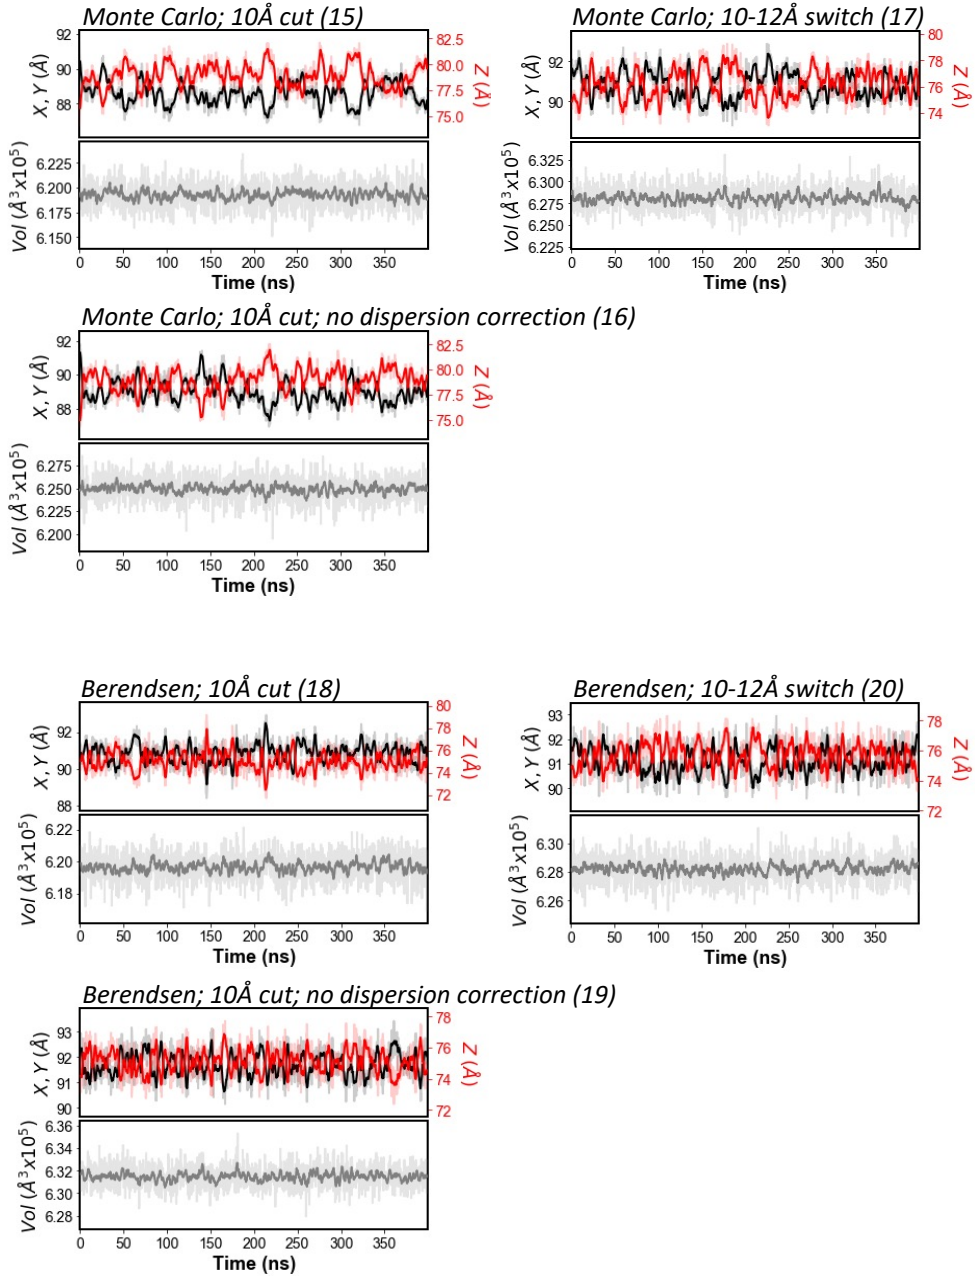 Monte Carlo; 10Å cut (15)
92
90
88
X, Y (Å)
82.5
80.0
77.5
75.0
Z (Å)
6.225
6.200
6.175
6.150
Vol (Å³x10⁵)
0 50 100 150 200 250 300 350
Time (ns)
Monte Carlo; 10-12Å switch (17)
92
90
X, Y (Å)
80
78
76
74
Z (Å)
6.325
6.300
6.275
6.250
6.225
Vol (Å³x10⁵)
0 50 100 150 200 250 300 350
Time (ns)
Monte Carlo; 10Å cut; no dispersion correction (16)
92
90
88
X, Y (Å)
82.5
80.0
77.5
75.0
Z (Å)
6.275
6.250
6.225
6.200
Vol (Å³x10⁵)
0 50 100 150 200 250 300 350
Time (ns)
Berendsen; 10Å cut (18)
92
90
88
X, Y (Å)
80
78
76
74
72
Z (Å)
6.22
6.20
6.18
Vol (Å³x10⁵)
0 50 100 150 200 250 300 350
Time (ns)
Berendsen; 10-12Å switch (20)
93
92
91
90
X, Y (Å)
78
76
74
72
Z (Å)
6.30
6.28
6.26
Vol (Å³x10⁵)
0 50 100 150 200 250 300 350
Time (ns)
Berendsen; 10Å cut; no dispersion correction (19)
93
92
91
90
X, Y (Å)
78
76
74
72
Z (Å)
6.36
6.34
6.32
6.30
6.28
Vol (Å³x10⁵)
0 50 100 150 200 250 300 350
Time (ns)